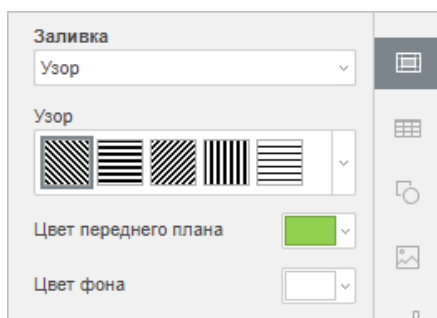 Заливка
Узор
Узор
Цвет переднего плана
Цвет фона